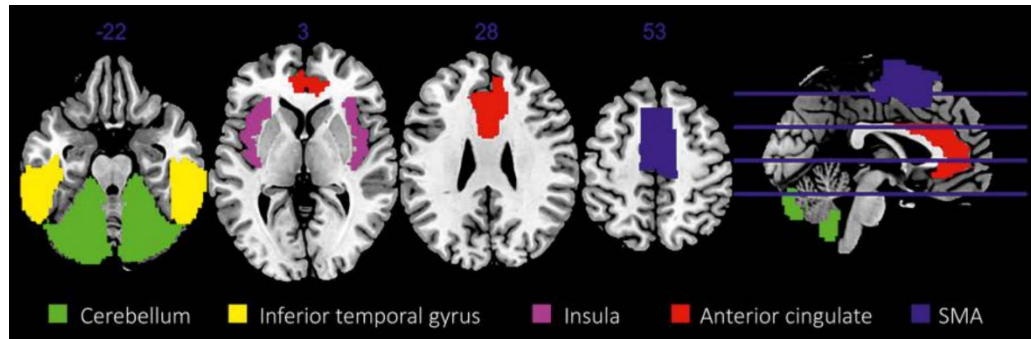 -22 3 28 53
Cerebellum Inferior temporal gyrus Insula Anterior cingulate SMA